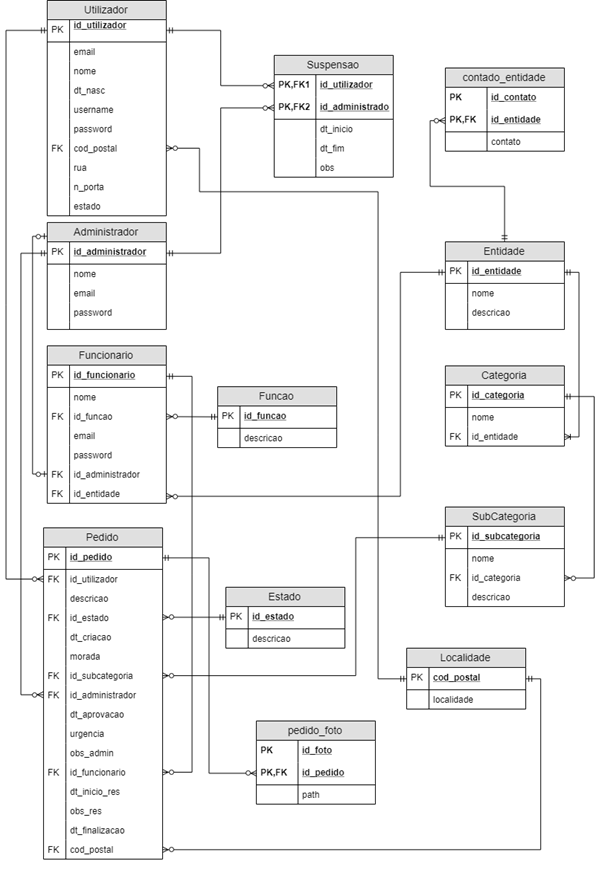 Utilizador
PK id_utilizador
email
nome
dt_nasc
username
password
FK cod_postal
rua
n_porta
estado
Suspensao
PK,FK1 id_utilizador
PK,FK2 id_administrado
dt_inicio
dt_fim
obs
contado_entidade
PK id_contato
PK,FK id_entidade
contato
Administrador
PK id_administrador
nome
email
password
Entidade
PK id_entidade
nome
descricao
Funcionario
PK id_funcionario
nome
FK id_funcao
email
password
FK id_administrador
FK id_entidade
Funcao
PK id_funcao
descricao
Categoria
PK id_categoria
nome
FK id_entidade
SubCategoria
PK id_subcategoria
nome
FK id_categoria
descricao
Pedido
PK id_pedido
FK id_utilizador
descricao
FK id_estado
dt_criacao
morada
FK id_subcategoria
FK id_administrador
dt_aprovacao
urgencia
obs_admin
FK id_funcionario
dt_inicio_res
obs_res
dt_finalizacao
FK cod_postal
Estado
PK id_estado
descricao
Localidade
PK cod_postal
localidade
pedido_foto
PK id_foto
PK,FK id_pedido
path